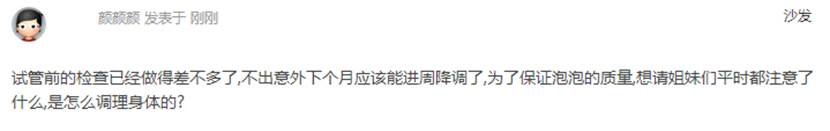 颜颜颜 发表于 刚刚 沙发
试管前的检查已经做得差不多了,不出意外下个月应该能进周降调了,为了保证泡泡的质量,想请姐妹们平时都注意了
什么,是怎么调理身体的?